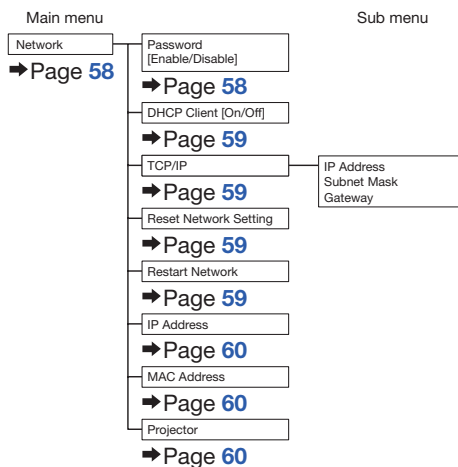 Main menu
Sub menu
Network
➡Page 58
Password
[Enable/Disable]
➡Page 58
DHCP Client [On/Off]
➡Page 59
TCP/IP
➡Page 59
IP Address
Subnet Mask
Gateway
Reset Network Setting
➡Page 59
Restart Network
➡Page 59
IP Address
➡Page 60
MAC Address
➡Page 60
Projector
➡Page 60